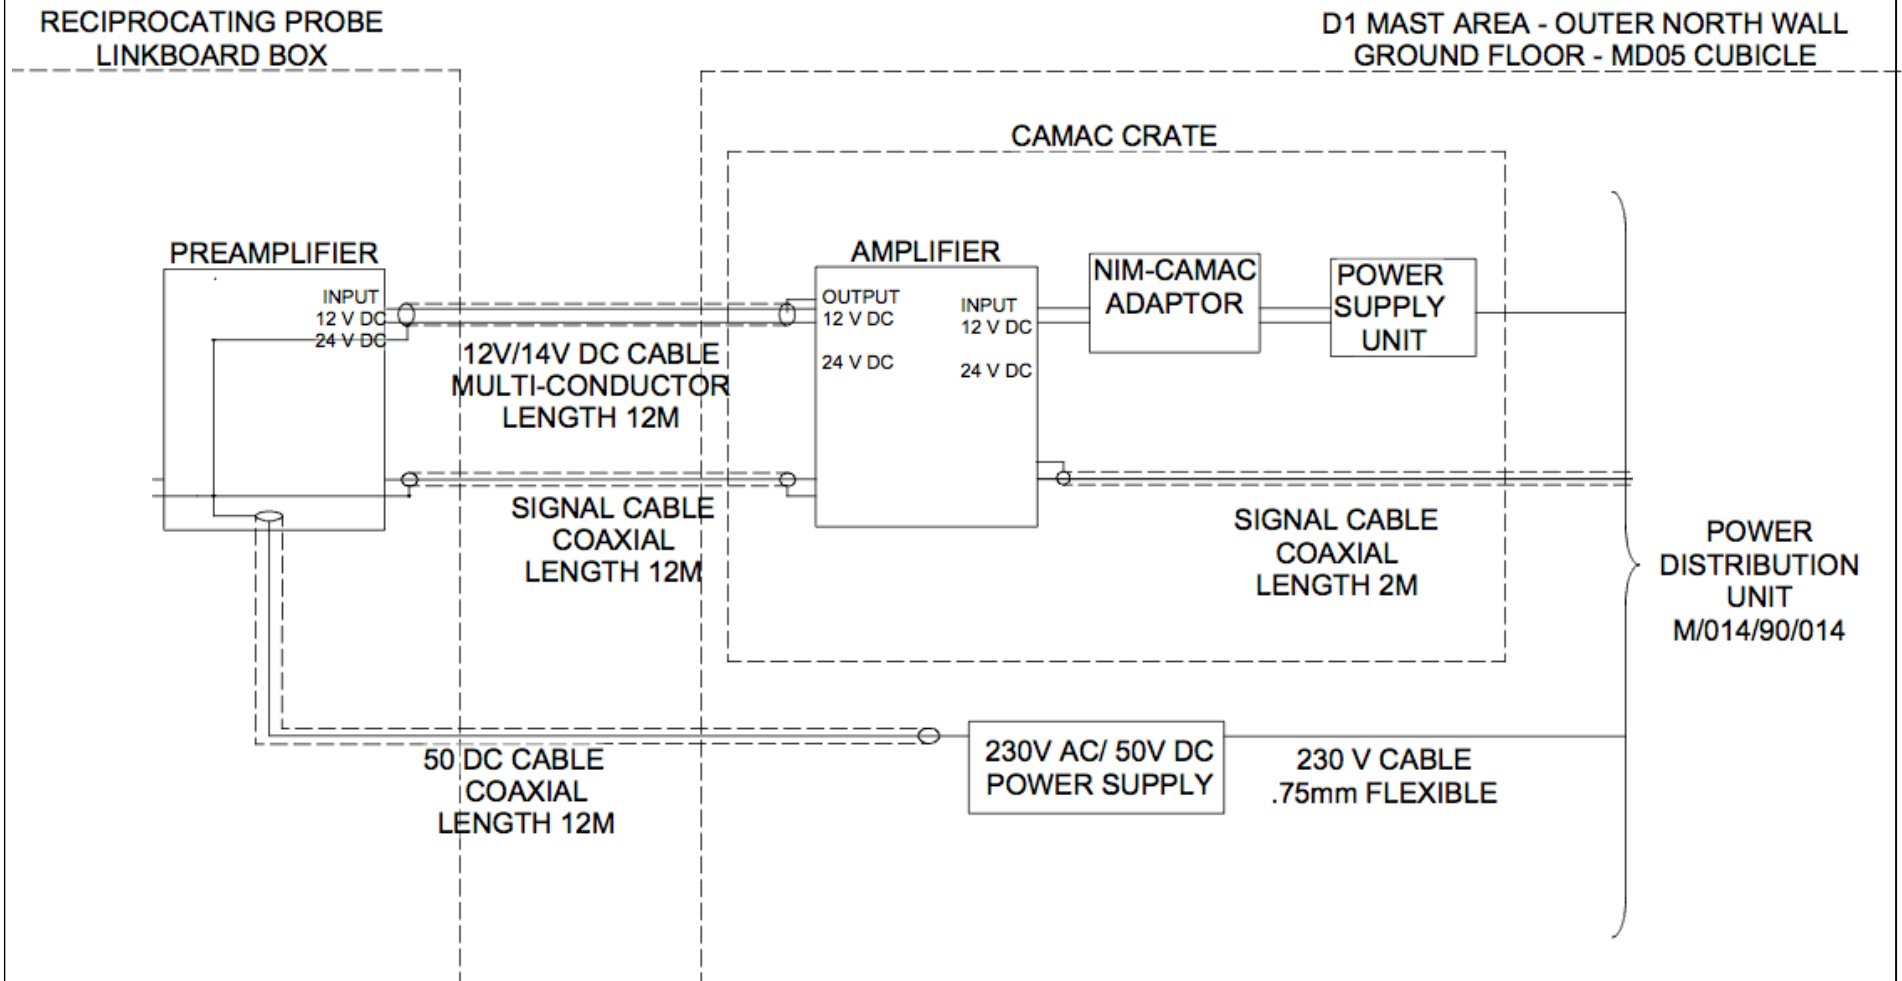 RECIPROCATING PROBE
LINKBOARD BOX
D1 MAST AREA - OUTER NORTH WALL
GROUND FLOOR - MD05 CUBICLE
CAMAC CRATE
PREAMPLIFIER
INPUT
12 V DC
24 V DC
12V/14V DC CABLE
MULTI-CONDUCTOR
LENGTH 12M
AMPLIFIER
OUTPUT
12 V DC
24 V DC
INPUT
12 V DC
24 V DC
NIM-CAMAC
ADAPTOR
POWER
SUPPLY
UNIT
SIGNAL CABLE
COAXIAL
LENGTH 12M
SIGNAL CABLE
COAXIAL
LENGTH 2M
POWER
DISTRIBUTION
UNIT
M/014/90/014
50 DC CABLE
COAXIAL
LENGTH 12M
230V AC/ 50V DC
POWER SUPPLY
230 V CABLE
.75mm FLEXIBLE